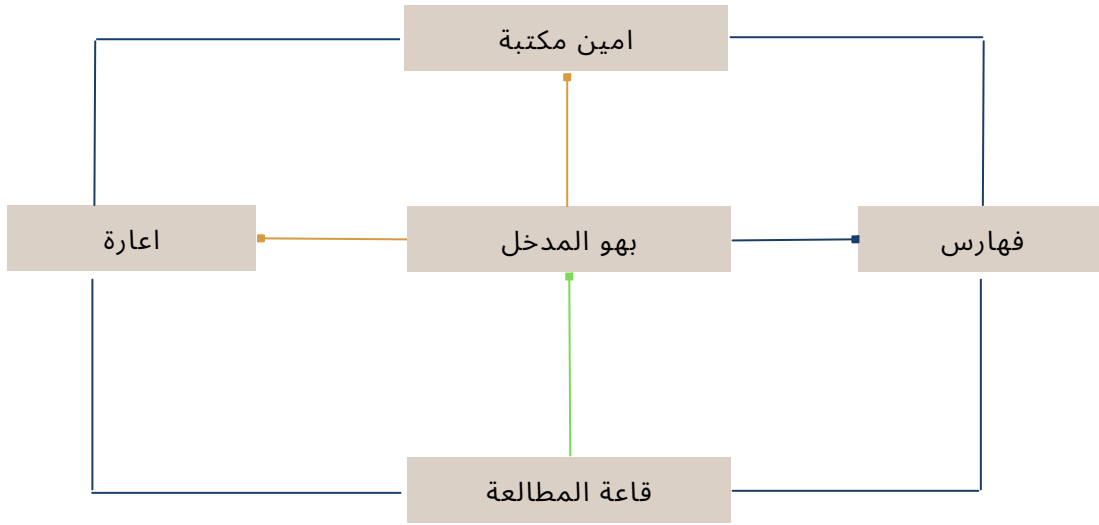 امين مكتبة
فهارس
بهو المدخل
اعارة
قاعة المطالعة